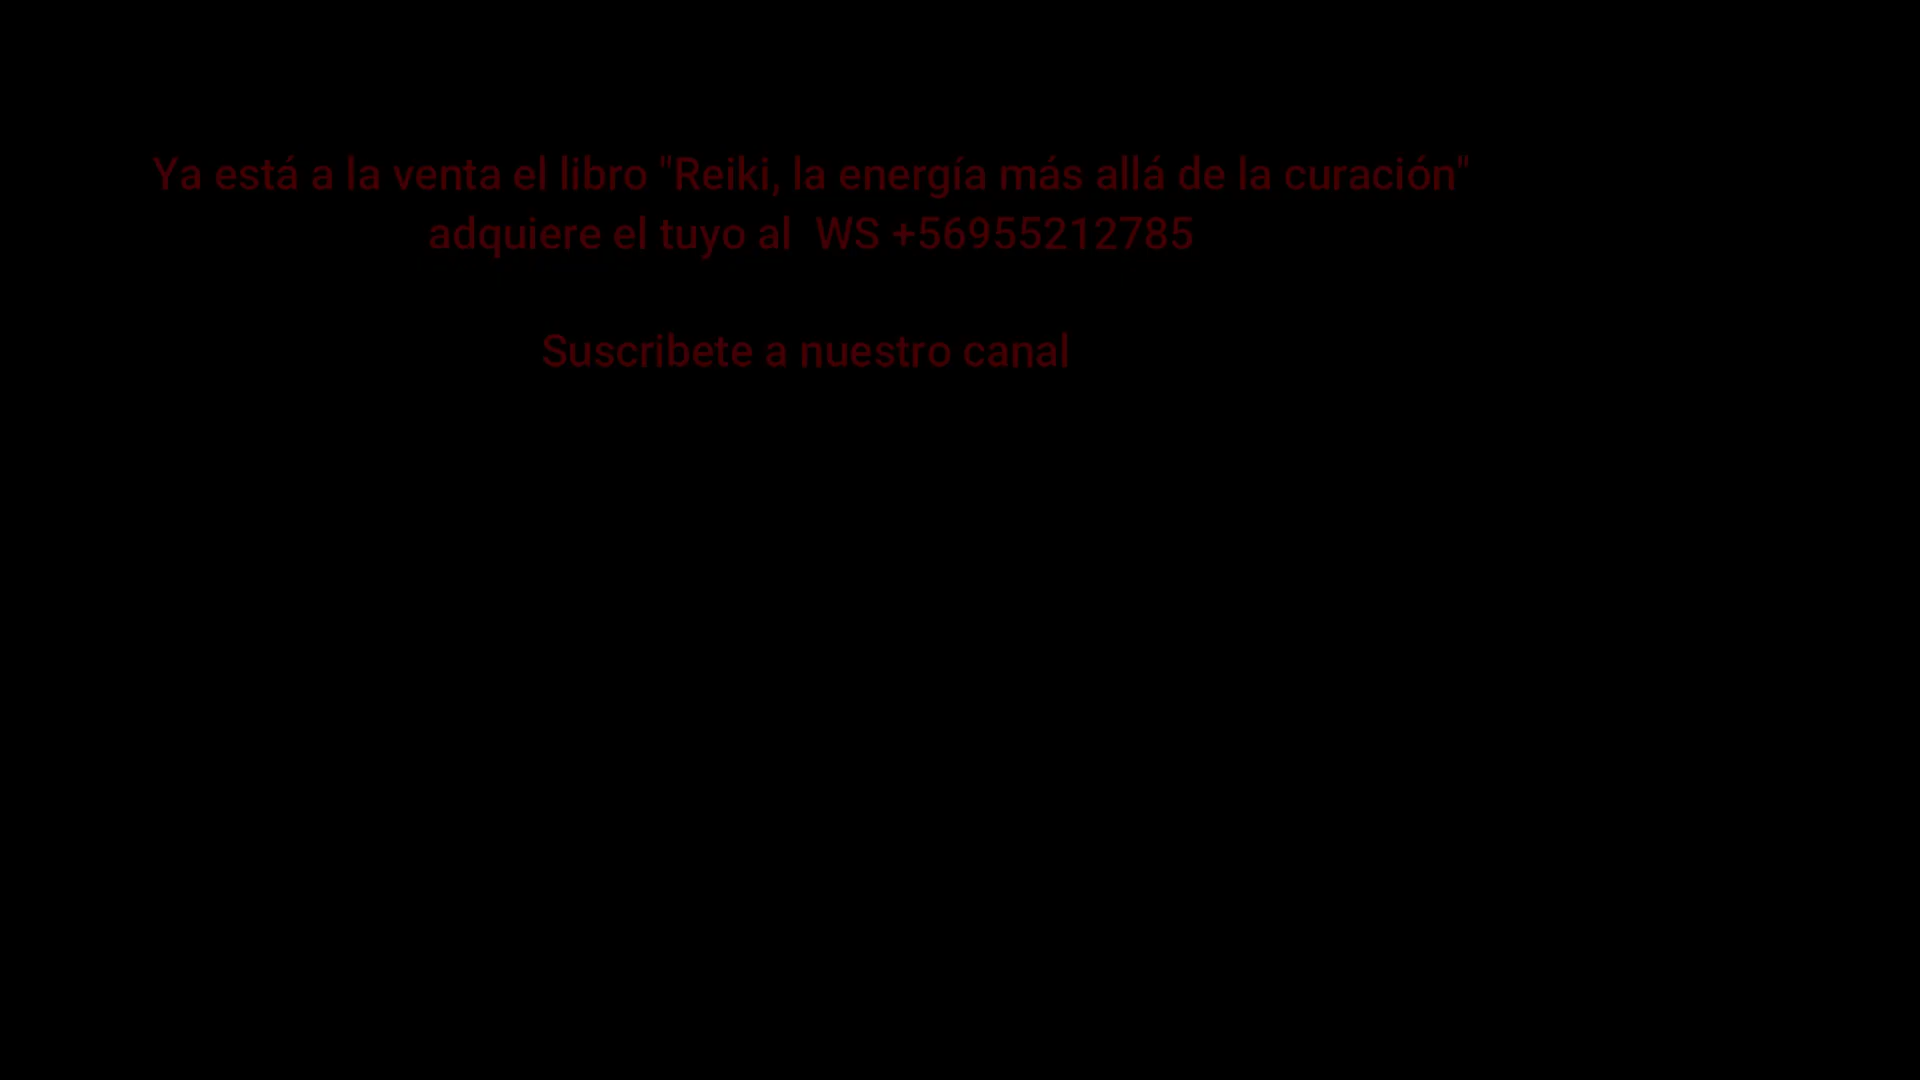 Ya está a la venta el libro "Reiki, la energía más allá de la curación"
adquiere el tuyo al  WS +56955212785
Suscribete a nuestro canal